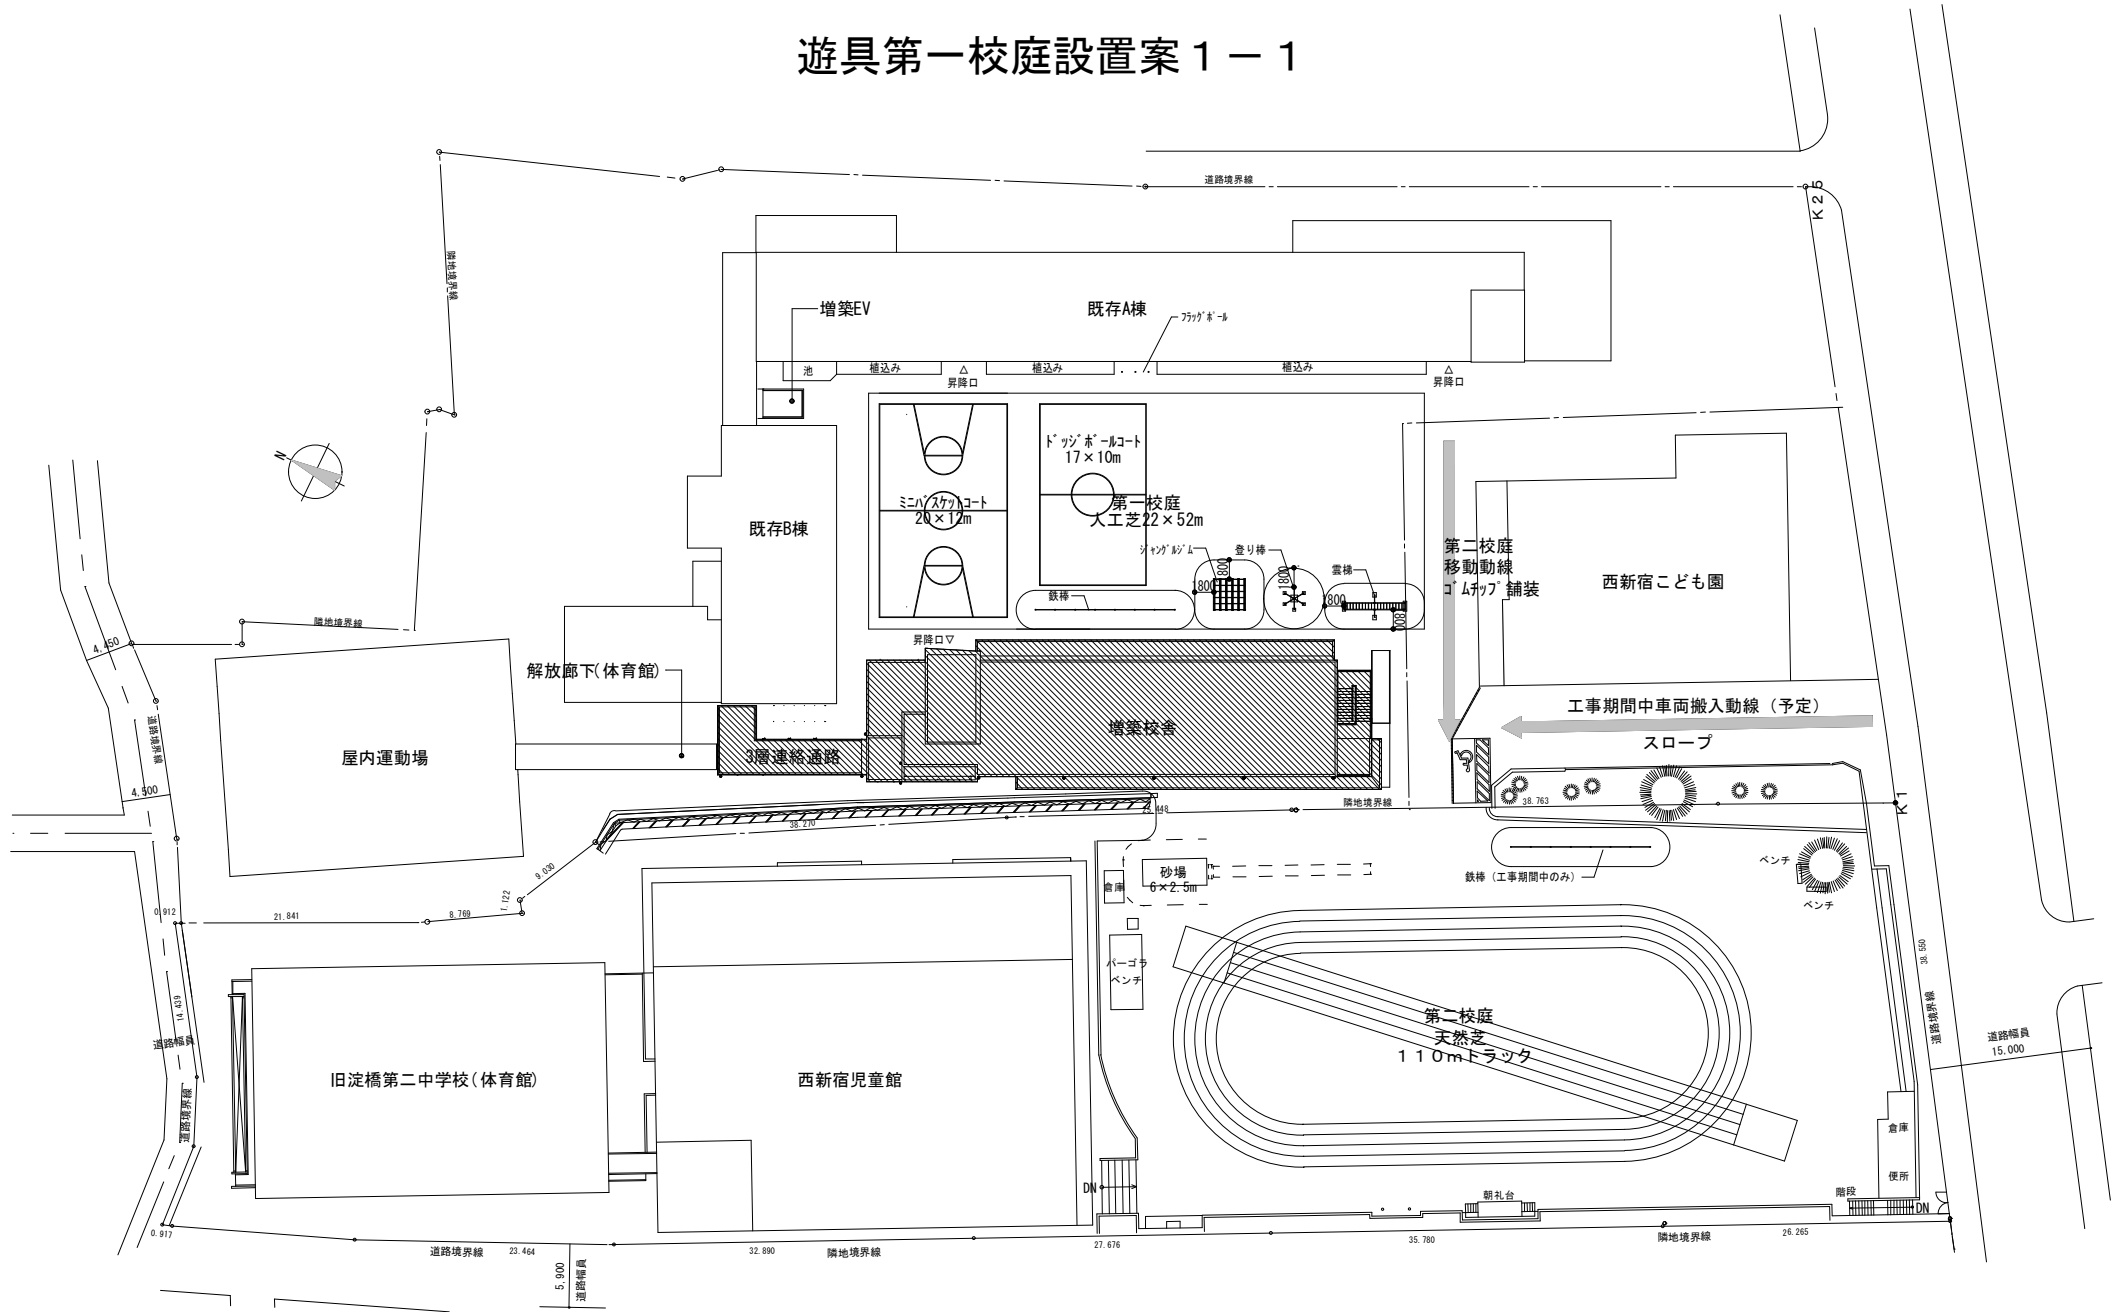 遊具第一校庭設置案１－１
道路境界線
K25
隣地境界線
増築EV
既存A棟
フラッグポール
池
植込み
△
昇降口
植込み
植込み
△
昇降口
N
ドッジボールコート
17×10m
ミニバスケットコート
20×12m
第一校庭
人工芝22×52m
既存B棟
ジャングルジム
登り棒
雲梯
鉄棒
1800
1800
1800
1800
1800
第二校庭
移動動線
ゴムチップ舗装
西新宿こども園
隣地境界線
4,450
昇降口▽
解放廊下(体育館)
工事期間中車両搬入動線（予定）
スロープ
増築校舎
3層連絡通路
屋内運動場
道路境界線
4,500
隣地境界線
38.763
K1
38.270
9.030
1.122
8.769
21.841
0.912
砂場
6×2.5m
倉庫
鉄棒（工事期間中のみ）
ベンチ
ベンチ
パーゴラ
ベンチ
38.550
道路境界線
道路幅員
15.000
14.439
道路幅員
第二校庭
天然芝
１１０ｍトラック
旧淀橋第二中学校(体育館)
西新宿児童館
道路境界線
倉庫
便所
階段
DN
DN
朝礼台
0.917
道路境界線
23.464
32.890
隣地境界線
27.676
35.780
隣地境界線
26.265
5,900
道路幅員